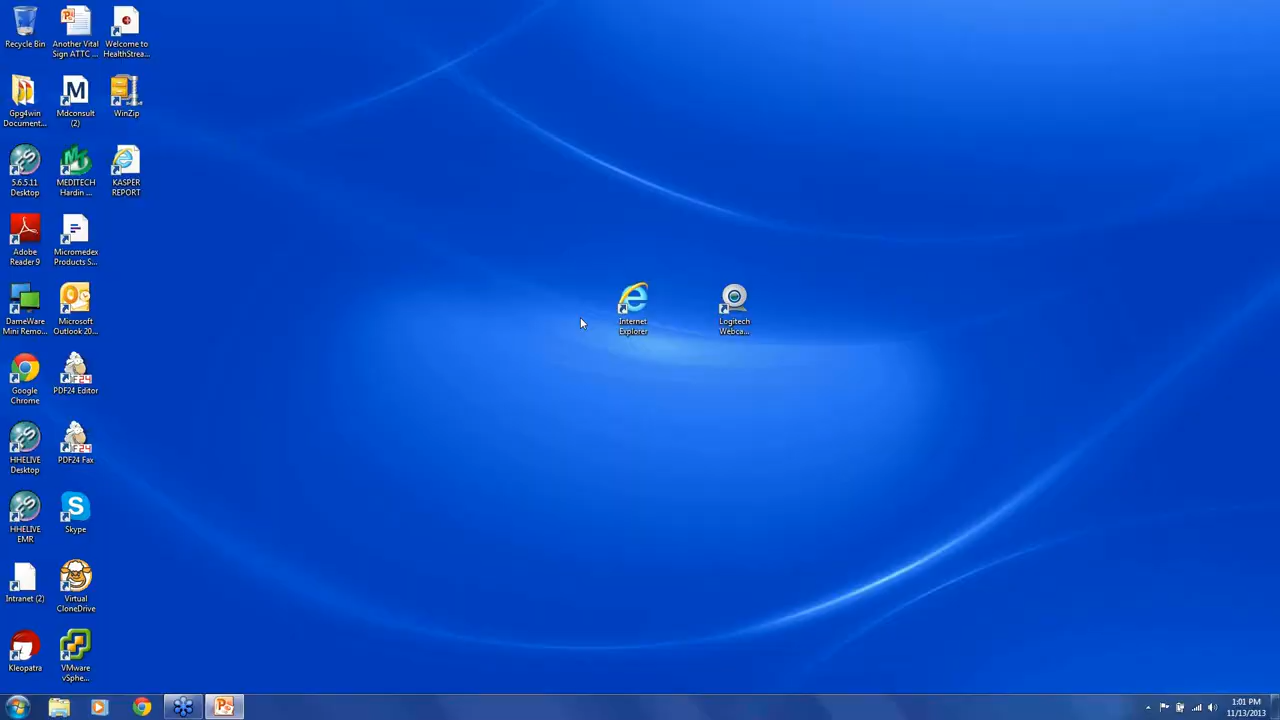 Recycle Bin
Another Vital
Sign ATTC ...
Welcome to
HealthStrea...
Gpg4win
Document...
M
Mdconsult
(2)
WinZip
5.6.5.11
Desktop
MEDITECH
Hardin ...
KASPER
REPORT
Adobe
Reader 9
Micromedex
Products S...
DameWare
Mini Remo...
Microsoft
Outlook 20...
Internet
Explorer
Logitech
Webca...
Google
Chrome
PDF24 Editor
HHELIVE
Desktop
PDF24 Fax
HHELIVE
EMR
Skype
Intranet (2)
Virtual
CloneDrive
Kleopatra
VMware
vSphe...
1:01 PM
11/13/2013